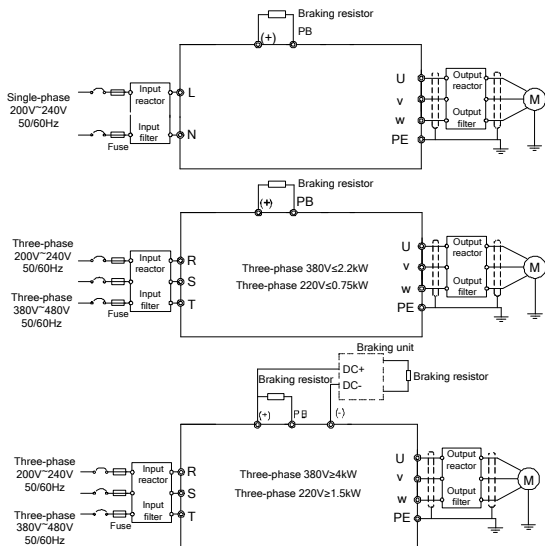 Braking resistor
(+)
PB
Single-phase
200V~240V
50/60Hz
Fuse
Input
reactor
Input
filter
L
N
U
v
w
PE
Output
reactor
Output
filter
M
Braking resistor
(+)
PB
Three-phase
200V~240V
50/60Hz
Three-phase
380V~480V
50/60Hz
Fuse
Input
reactor
Input
filter
R
S
T
Three-phase 380V≤2.2kW
Three-phase 220V≤0.75kW
U
v
w
PE
Output
reactor
Output
filter
M
Braking unit
DC+
DC-
Braking resistor
Braking resistor
(+)
(-)
Three-phase
200V~240V
50/60Hz
Three-phase
380V~480V
50/60Hz
Fuse
Input
reactor
Input
filter
R
S
T
Three-phase 380V≥4kW
Three-phase 220V≥1.5kW
U
v
w
PE
Output
reactor
Output
filter
M